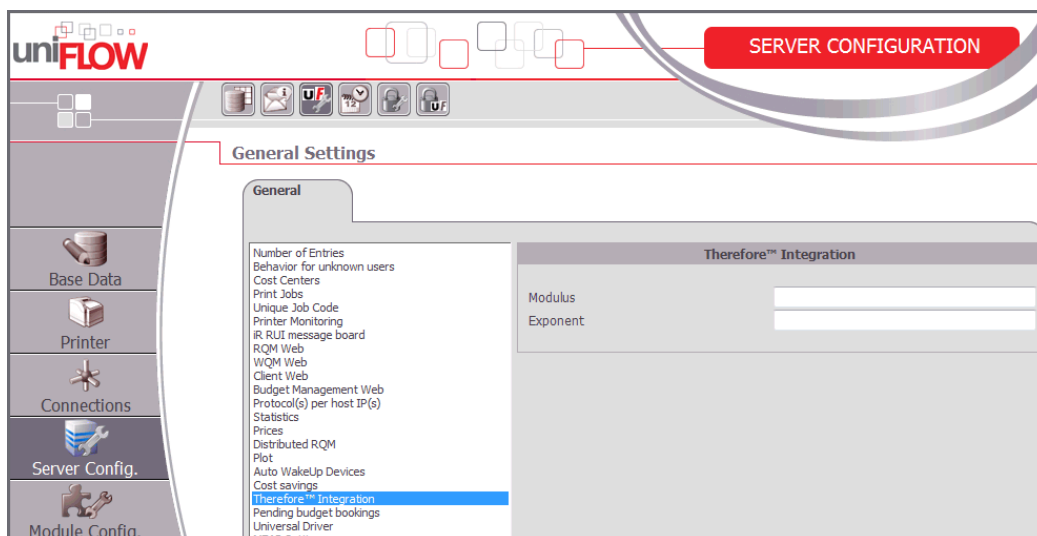 uniFLOW
SERVER CONFIGURATION
General Settings
General
Base Data
Printer
Connections
Server Config.
Module Config.
Number of Entries
Behavior for unknown users
Cost Centers
Print Jobs
Unique Job Code
Printer Monitoring
iR RUI message board
RQM Web
WQM Web
Client Web
Budget Management Web
Protocol(s) per host IP(s)
Statistics
Prices
Distributed RQM
Plot
Auto WakeUp Devices
Cost savings
Therefore™ Integration
Pending budget bookings
Universal Driver
Therefore™ Integration
Modulus
Exponent